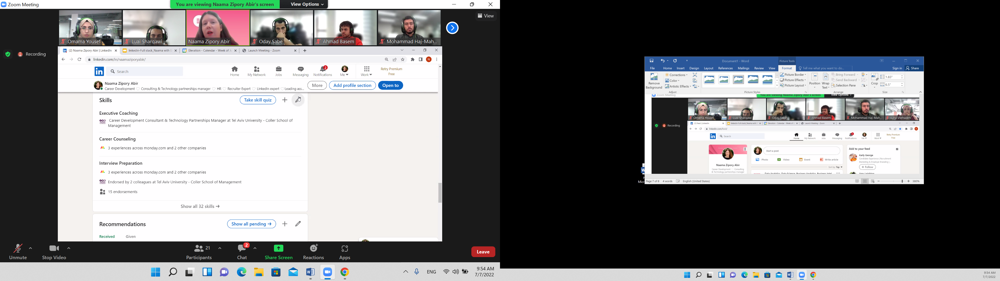 Zoom Meeting
You are viewing Naama Zipory Abir's screen
View Options
View
Omama Yousef
Luai Sharqawi
Naama Zipory Abir
Oday Sabe
Ahmad Basem
Mohammad Haj-Mah...
Recording
(2) Naama Zipory Abir | LinkedIn
linkedin-Full stack_Naama with E
Elevation - Calendar - Week of Ju
Launch Meeting - Zoom
linkedin.com/in/naamaziporyabir/
N
in
Search
Home
My Network
Jobs
Messaging
2
Notifications
Me
Work
Retry Premium
Free
Naama Zipory Abir
Career Development ♡ Consulting & Technology partnerships manager ♡ HR ♡ Recruiter Expert ♡ LinkedIn expert ♡Leading ass...
More
Add profile section
Open to
Skills
Take skill quiz
Executive Coaching
Career Development Consultant & Technology Partnerships Manager at Tel Aviv University - Coller School of
Management
Career Counseling
3 experiences across monday.com and 2 other companies
Interview Preparation
3 experiences across monday.com and 2 other companies
Endorsed by 2 colleagues at Tel Aviv University - Coller School of Management
15 endorsements
Show all 32 skills →
Recommendations
Show all pending →
Received
Given
Unmute
Stop Video
21
Participants
2
Chat
Share Screen
Reactions
Apps
Leave
ENG
9:54 AM
7/7/2022
Document1 - Word
Picture Tools
File
Home
Insert
Design
Layout
References
Mailings
Review
View
Format
Tell me what you want to do...
Sign in
Share
Remove
Background
Corrections
Color
Artistic Effects
Adjust
Picture Styles
Picture Border
Picture Effects
Picture Layout
Position
Wrap
Text
Bring Forward
Send Backward
Selection Pane
Arrange
Crop
1.83"
6.5"
Size
Zoom Meeting
You are viewing Naama Zipory Abir's screen
View Options
Omama Yousef
Luai Sharqawi
Oday Sabe
Ahmad Basem
Mohammad Haj-Mah...
suha shehadeh
Recording
(1) Feed | LinkedIn
linkedin-Full stack_Naama with E
Elevation - Calendar - Week of J
Launch Meeting - Zoom
linkedin.com/feed/
in
Search
Home
My Network
Jobs
Messaging
Notifications
Me
Work
Retry Premium
Free
Naama Zipory Abir
Career Development ♡ Consulting
& Technology partnerships manager
Start a post
Photo
Video
Event
Write article
Sort by: Top
Data Analytics, Data Science, Business Analytics, Business Intel
Add to your feed
Karly George
Candidate Experience | Recruitment
Marketing & Employer Branding |...
+ Follow
Amy Leighton
Page 7 of 8
4 words
English (United States)
380%
9:54 AM
7/7/2022